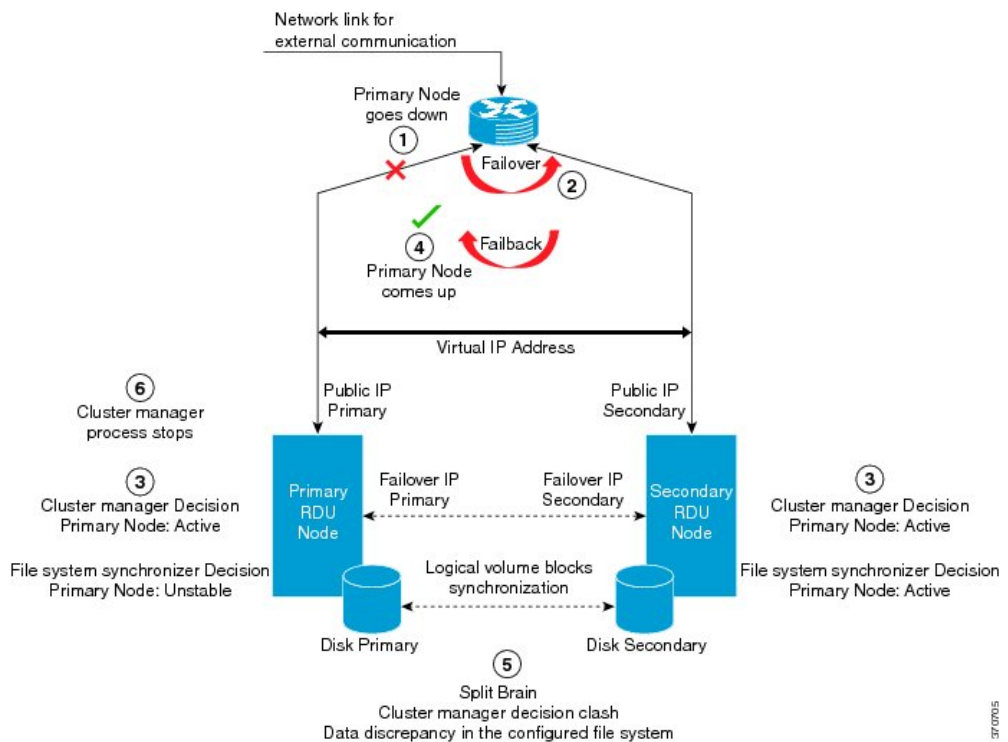 Network link for
external communication
Primary Node
goes down
1
Failover
2
4
Failback
Primary Node
comes up
Virtual IP Address
6
Cluster manager
process stops
Public IP
Primary
Public IP
Secondary
3
Cluster manager Decision
Primary Node: Active
File system synchronizer Decision
Primary Node: Unstable
Primary
RDU
Node
Failover IP
Primary
Failover IP
Secondary
Secondary
RDU
Node
3
Cluster manager Decision
Primary Node: Active
File system synchronizer Decision
Primary Node: Active
Logical volume blocks
synchronization
Disk Primary
Disk Secondary
5
Split Brain
Cluster manager decision clash
Data discrepancy in the configured file system
370705